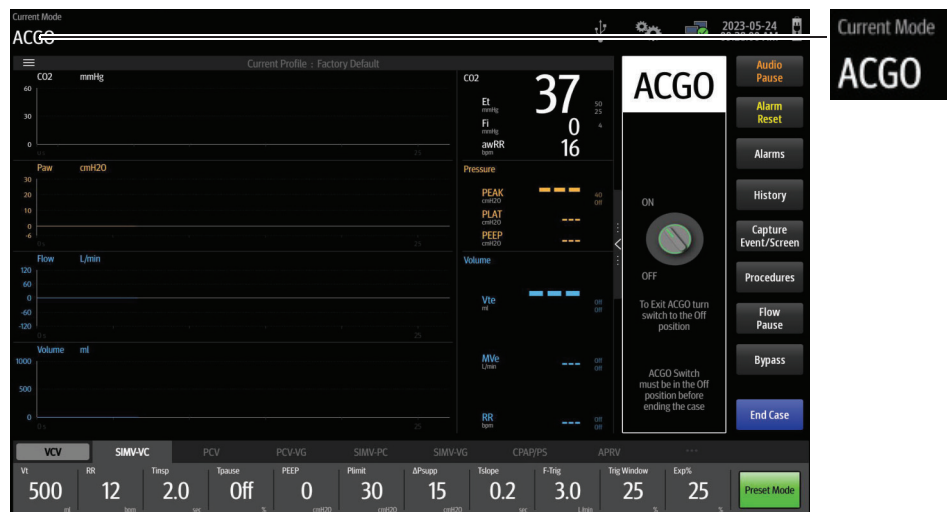 Current Mode
ACGO
2023-05-24
Current Mode
ACGO
Current Profile : Factory Default
CO2 mmHg
60
30
0
0s
25
Paw cmH2O
30
20
10
0
-6
0s
25
Flow L/min
120
60
0
-60
-120
0s
25
Volume ml
1000
500
0
0s
25
CO2
Et
mmHg
37
50
25
Fi
mmHg
0
4
awRR
bpm
16
Pressure
PEAK
cmH2O
---
40
Off
PLAT
cmH2O
---
PEEP
cmH2O
---
Volume
Vte
ml
---
Off
Off
MVe
L/min
---
Off
Off
RR
bpm
---
Off
Off
ACGO
ON
OFF
To Exit ACGO turn
switch to the Off
position
ACGO Switch
must be in the Off
position before
ending the case
Audio
Pause
Alarm
Reset
Alarms
History
Capture
Event/Screen
Procedures
Flow
Pause
Bypass
End Case
VCV SIMV-VC PCV PCV-VG SIMV-PC SIMV-VG CPAP/PS APRV ...
Vt RR Tinsp Tpause PEEP Plimit ΔPsupp Tslope F-Trig Trig Window Exp%
500 12 2.0 Off 0 30 15 0.2 3.0 25 25 Preset Mode
ml bpm sec % cmH2O cmH2O cmH2O sec L/min % %